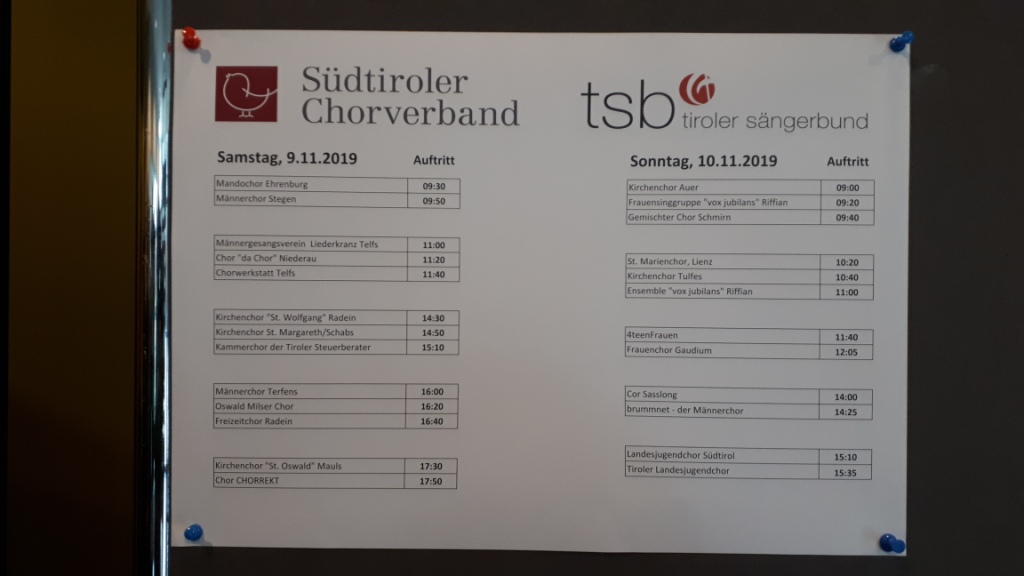 Südtiroler
Chorverband
tsb
tiroler sängerbund
Samstag, 9.11.2019 Auftritt
Mandochor Ehrenburg 09:30
Männerchor Stegen 09:50
Männergesangsverein Liederkranz Telfs 11:00
Chor "da Chor" Niederau 11:20
Chorwerkstatt Telfs 11:40
Kirchenchor "St. Wolfgang" Radein 14:30
Kirchenchor St. Margareth/Schabs 14:50
Kammerchor der Tiroler Steuerberater 15:10
Männerchor Terfens 16:00
Oswald Milser Chor 16:20
Freizeitchor Radein 16:40
Kirchenchor "St. Oswald" Mauls 17:30
Chor CHORREKT 17:50
Sonntag, 10.11.2019 Auftritt
Kirchenchor Auer 09:00
Frauensinggruppe "vox jubilans" Riffian 09:20
Gemischter Chor Schmirn 09:40
St. Marienchor, Lienz 10:20
Kirchenchor Tulfes 10:40
Ensemble "vox jubilans" Riffian 11:00
4teenFrauen 11:40
Frauenchor Gaudium 12:05
Cor Sasslong 14:00
brummnet - der Männerchor 14:25
Landesjugendchor Südtirol 15:10
Tiroler Landesjugendchor 15:35